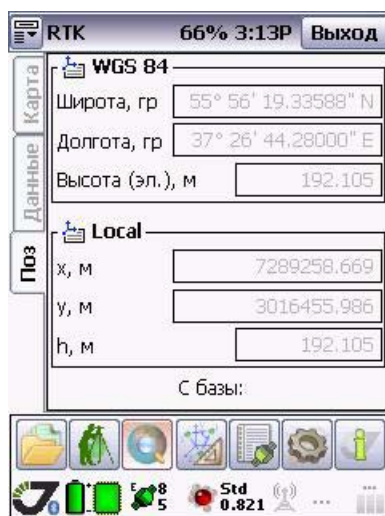 RTK 66% 3:13P Выход
Карта
Данные
Поз
WGS 84
Широта, гр 55° 56' 19.33588" N
Долгота, гр 37° 26' 44.28000" E
Высота (эл.), м 192.105
Local
x, м 7289258.669
y, м 3016455.986
h, м 192.105
С базы:
0 E 8 5 Std 0.821 ...